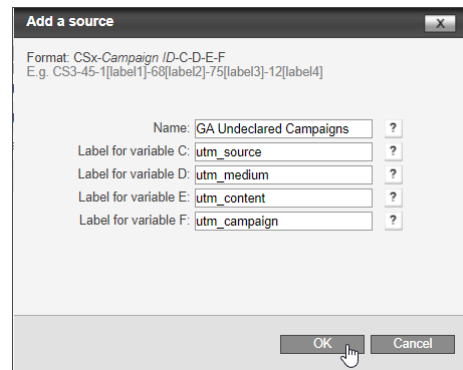 Add a source
X
Format: CSx-Campaign ID-C-D-E-F
E.g. CS3-45-1[label1]-68[label2]-75[label3]-12[label4]
Name: GA Undeclared Campaigns ?
Label for variable C: utm_source ?
Label for variable D: utm_medium ?
Label for variable E: utm_content ?
Label for variable F: utm_campaign ?
OK Cancel